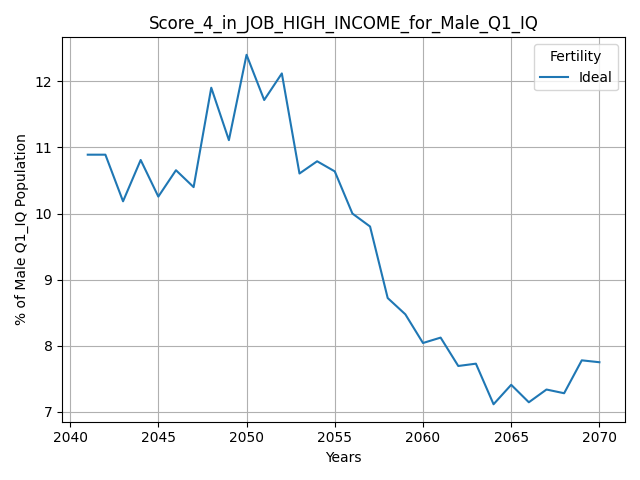 Score_4_in_JOB_HIGH_INCOME_for_Male_Q1_IQ
Fertility
Ideal
% of Male Q1_IQ Population
12
11
10
9
8
7
2040 2045 2050 2055 2060 2065 2070
Years